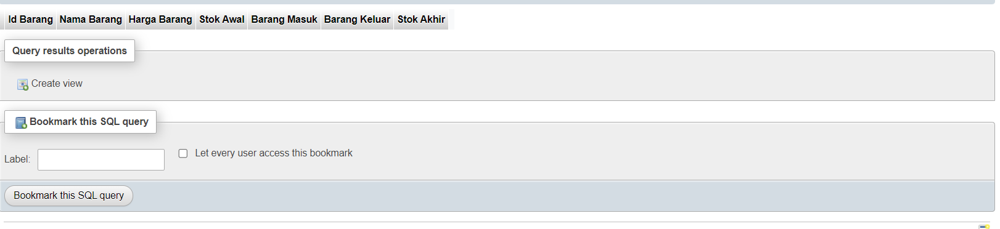 Id Barang Nama Barang Harga Barang Stok Awal Barang Masuk Barang Keluar Stok Akhir
Query results operations
Create view
Bookmark this SQL query
Label: Let every user access this bookmark
Bookmark this SQL query